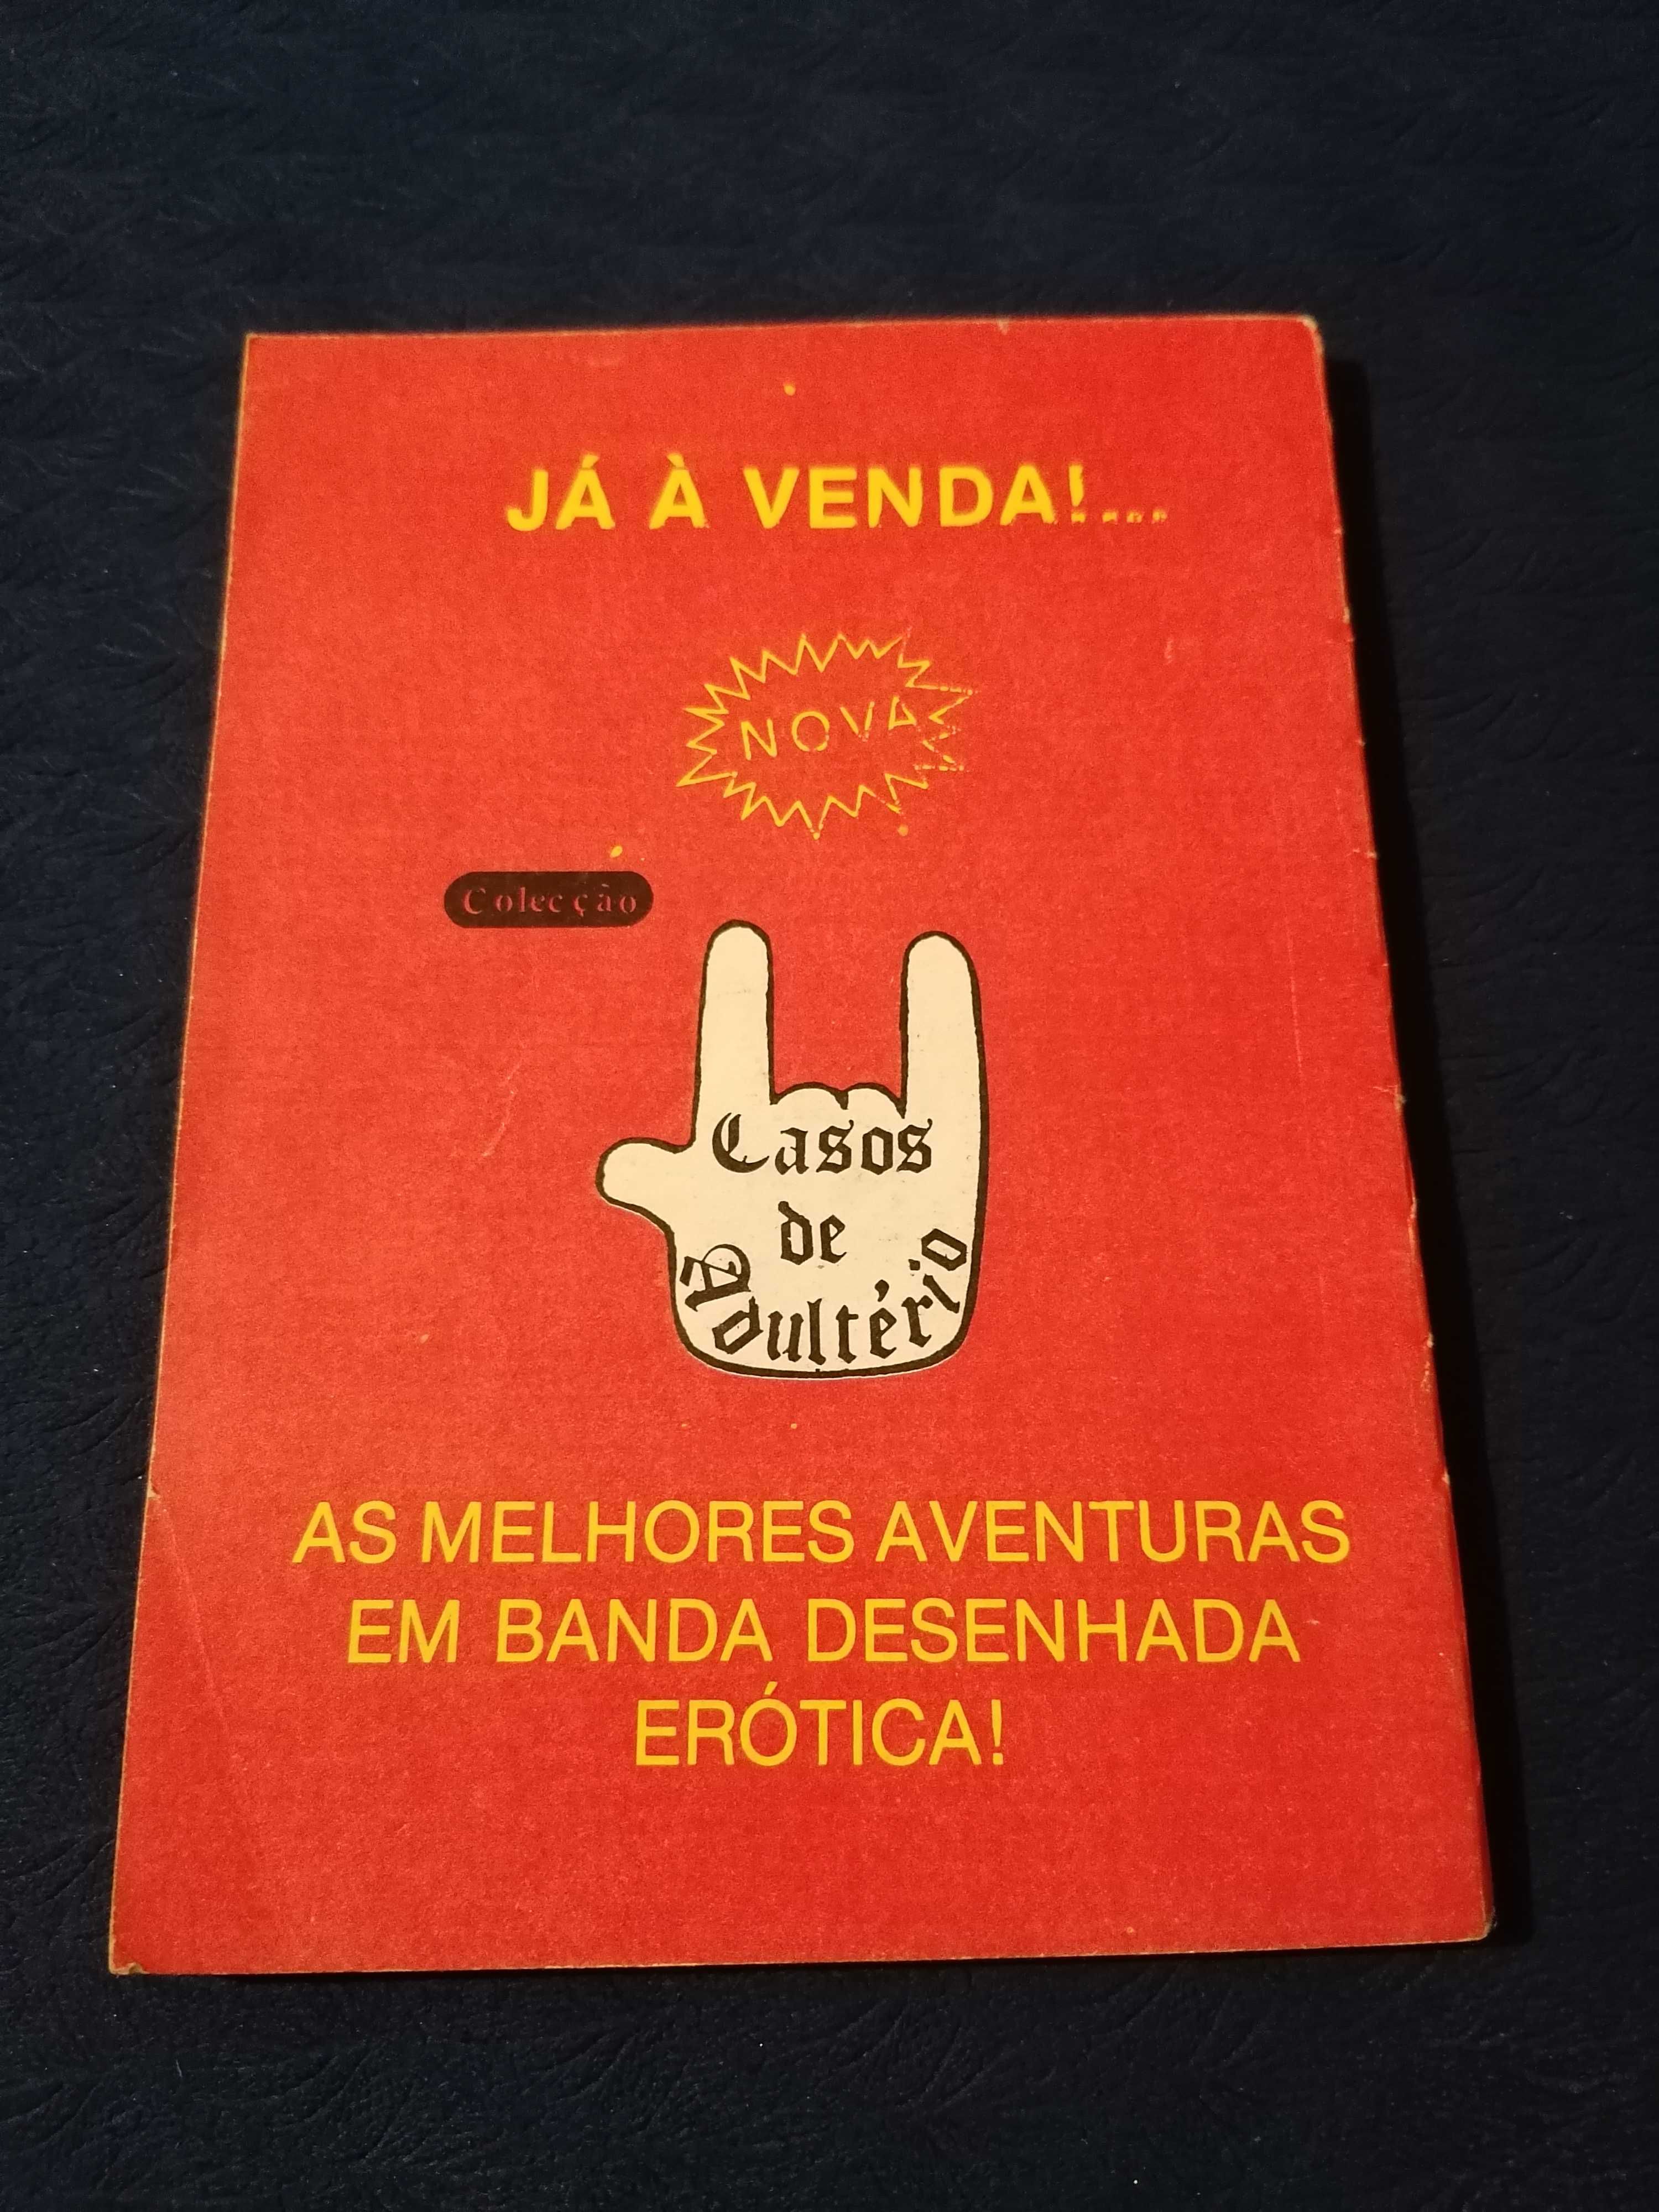 JÁ À VENDA!...
NOVA
Colecção
Casos
de
Adultério
AS MELHORES AVENTURAS
EM BANDA DESENHADA
ERÓTICA!